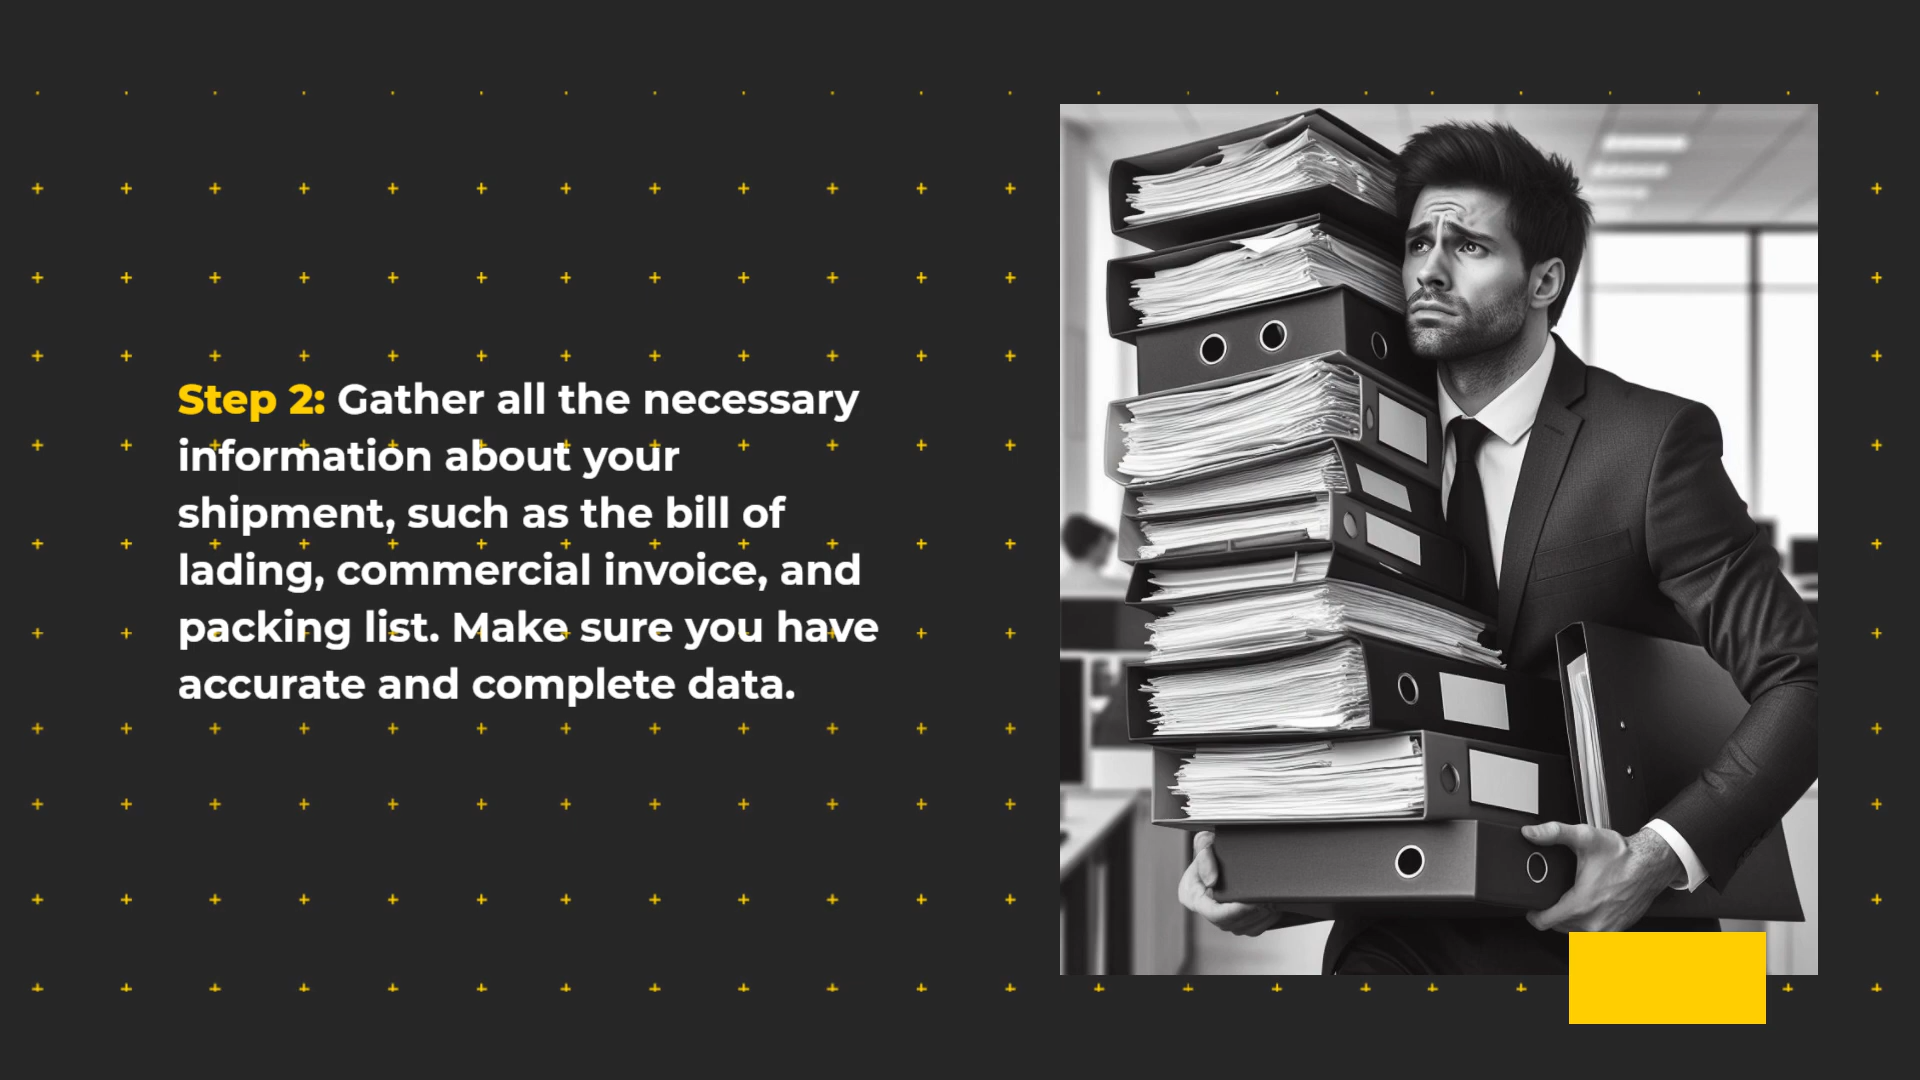 Step 2: Gather all the necessary
information about your
shipment, such as the bill of
lading, commercial invoice, and
packing list. Make sure you have
accurate and complete data.